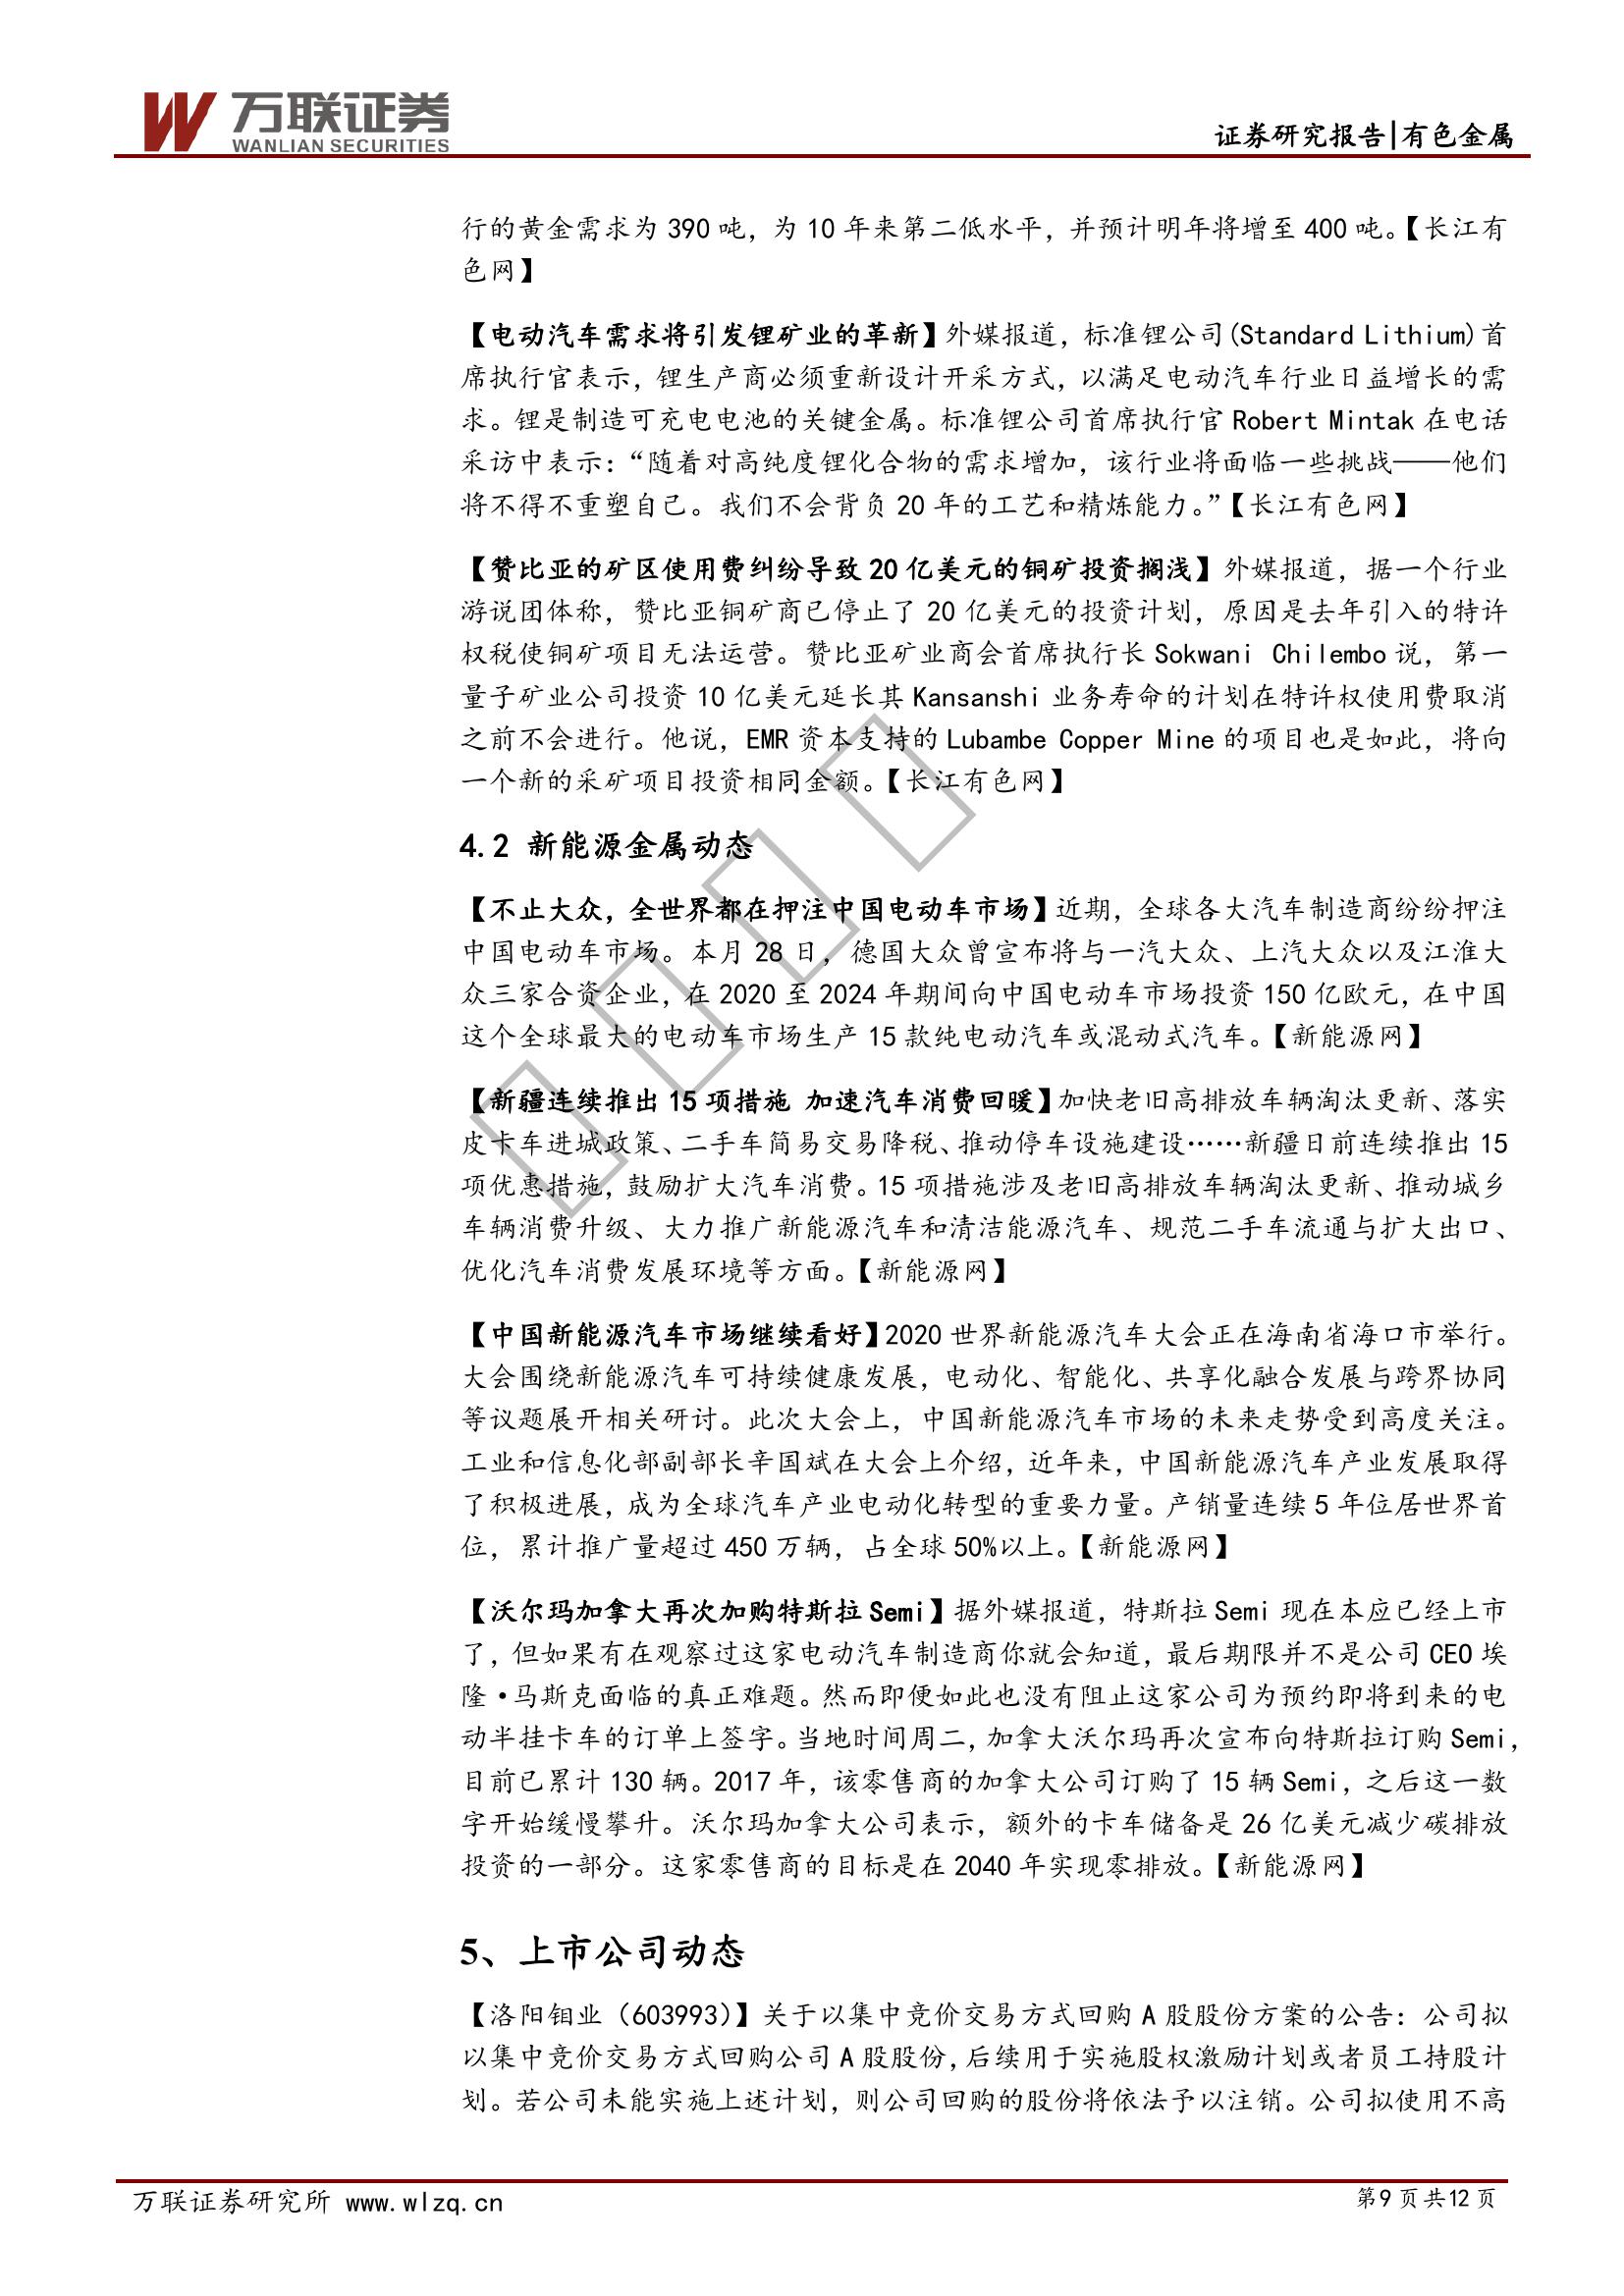 万联证券
WANLIAN SECURITIES
证券研究报告|有色金属
行的黄金需求为 390 吨，为 10 年来第二低水平，并预计明年将增至 400 吨。【长江有
色网】
【电动汽车需求将引发锂矿业的革新】外媒报道，标准锂公司(Standard Lithium)首
席执行官表示，锂生产商必须重新设计开采方式，以满足电动汽车行业日益增长的需
求。锂是制造可充电电池的关键金属。标准锂公司首席执行官 Robert Mintak 在电话
采访中表示：“随着对高纯度锂化合物的需求增加，该行业将面临一些挑战——他们
将不得不重塑自己。我们不会背负 20 年的工艺和精炼能力。”【长江有色网】
【赞比亚的矿区使用费纠纷导致 20 亿美元的铜矿投资搁浅】外媒报道，据一个行业
游说团体称，赞比亚铜矿商已停止了 20 亿美元的投资计划，原因是去年引入的特许
权税使铜矿项目无法运营。赞比亚矿业商会首席执行长 Sokwani Chilembo 说，第一
量子矿业公司投资 10 亿美元延长其 Kansanshi 业务寿命的计划在特许权使用费取消
之前不会进行。他说，EMR 资本支持的 Lubambe Copper Mine 的项目也是如此，将向
一个新的采矿项目投资相同金额。【长江有色网】
4.2 新能源金属动态
【不止大众，全世界都在押注中国电动车市场】近期，全球各大汽车制造商纷纷押注
中国电动车市场。本月 28 日，德国大众曾宣布将与一汽大众、上汽大众以及江淮大
众三家合资企业，在 2020 至 2024 年期间向中国电动车市场投资 150 亿欧元，在中国
这个全球最大的电动车市场生产 15 款纯电动汽车或混动式汽车。【新能源网】
【新疆连续推出 15 项措施 加速汽车消费回暖】加快老旧高排放车辆淘汰更新、落实
皮卡车进城政策、二手车简易交易降税、推动停车设施建设……新疆日前连续推出 15
项优惠措施，鼓励扩大汽车消费。15 项措施涉及老旧高排放车辆淘汰更新、推动城乡
车辆消费升级、大力推广新能源汽车和清洁能源汽车、规范二手车流通与扩大出口、
优化汽车消费发展环境等方面。【新能源网】
【中国新能源汽车市场继续看好】2020 世界新能源汽车大会正在海南省海口市举行。
大会围绕新能源汽车可持续健康发展，电动化、智能化、共享化融合发展与跨界协同
等议题展开相关研讨。此次大会上，中国新能源汽车市场的未来走势受到高度关注。
工业和信息化部副部长辛国斌在大会上介绍，近年来，中国新能源汽车产业发展取得
了积极进展，成为全球汽车产业电动化转型的重要力量。产销量连续 5 年位居世界首
位，累计推广量超过 450 万辆，占全球 50%以上。【新能源网】
【沃尔玛加拿大再次加购特斯拉 Semi】据外媒报道，特斯拉 Semi 现在本应已经上市
了，但如果有在观察过这家电动汽车制造商你就会知道，最后期限并不是公司 CEO 埃
隆·马斯克面临的真正难题。然而即便如此也没有阻止这家公司为预约即将到来的电
动半挂卡车的订单上签字。当地时间周二，加拿大沃尔玛再次宣布向特斯拉订购 Semi，
目前已累计 130 辆。2017 年，该零售商的加拿大公司订购了 15 辆 Semi，之后这一数
字开始缓慢攀升。沃尔玛加拿大公司表示，额外的卡车储备是 26 亿美元减少碳排放
投资的一部分。这家零售商的目标是在 2040 年实现零排放。【新能源网】
5、上市公司动态
【洛阳钼业（603993）】关于以集中竞价交易方式回购 A 股股份方案的公告：公司拟
以集中竞价交易方式回购公司 A 股股份，后续用于实施股权激励计划或者员工持股计
划。若公司未能实施上述计划，则公司回购的股份将依法予以注销。公司拟使用不高
万联证券研究所 www.wlzq.cn
第9页共12页